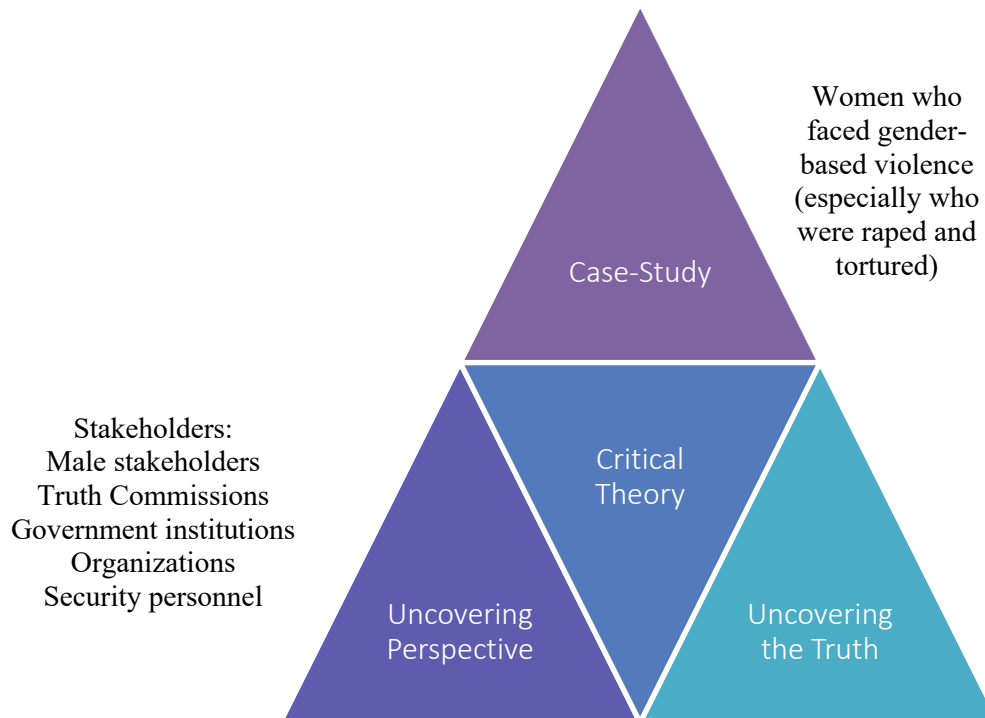 Women who
faced gender-
based violence
(especially who
were raped and
tortured)
Case-Study
Stakeholders:
Male stakeholders
Truth Commissions
Government institutions
Organizations
Security personnel
Critical
Theory
Uncovering
Perspective
Uncovering
the Truth